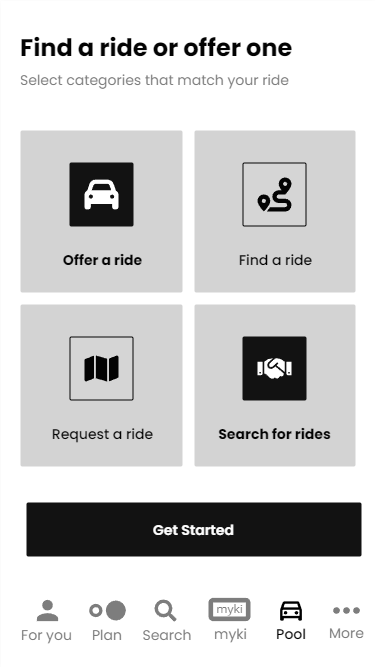 Find a ride or offer one
Select categories that match your ride
Offer a ride
Find a ride
Request a ride
Search for rides
Get Started
myki
For you
Plan
Search
myki
Pool
More